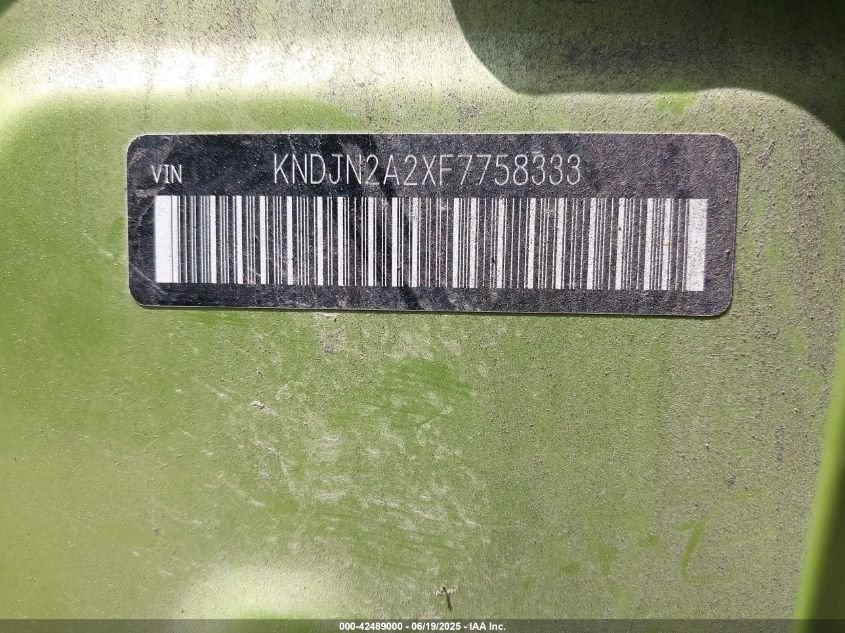 VIN KNDJN2A2XF7758333
000-42489000 - 06/19/2025 - IAA Inc.